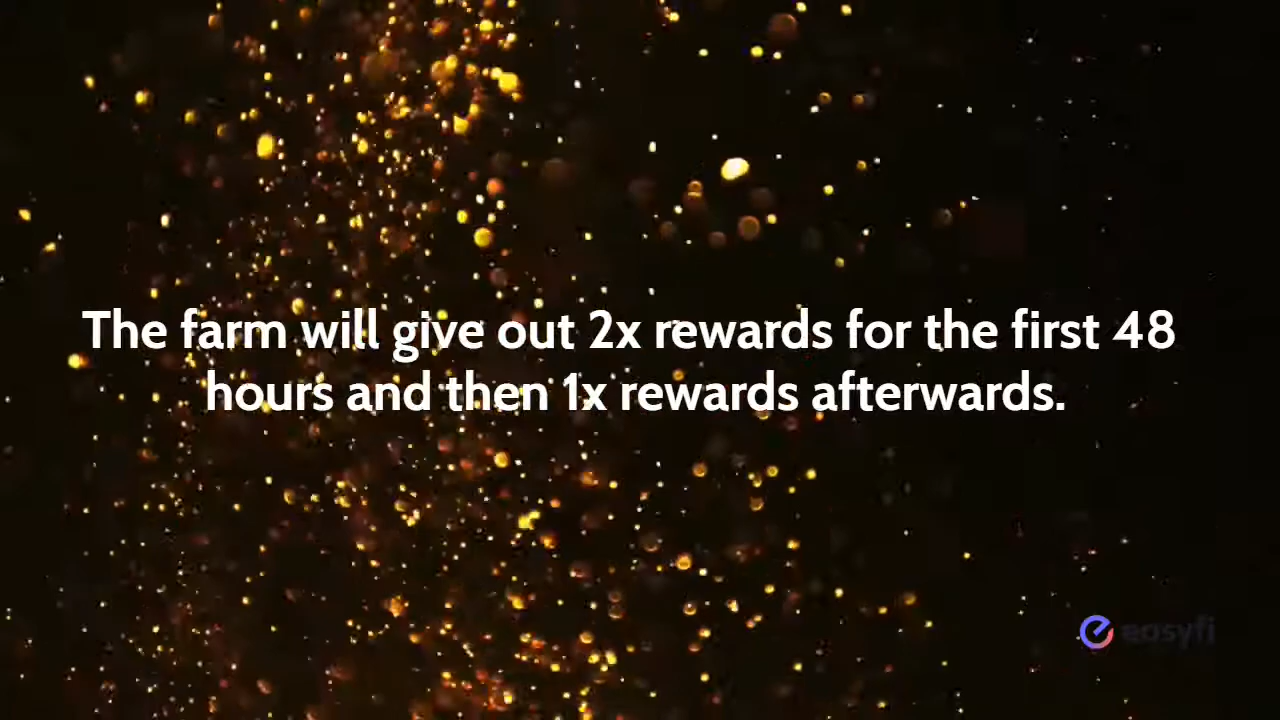 The farm will give out 2x rewards for the first 48
hours and then 1x rewards afterwards.
easyfi